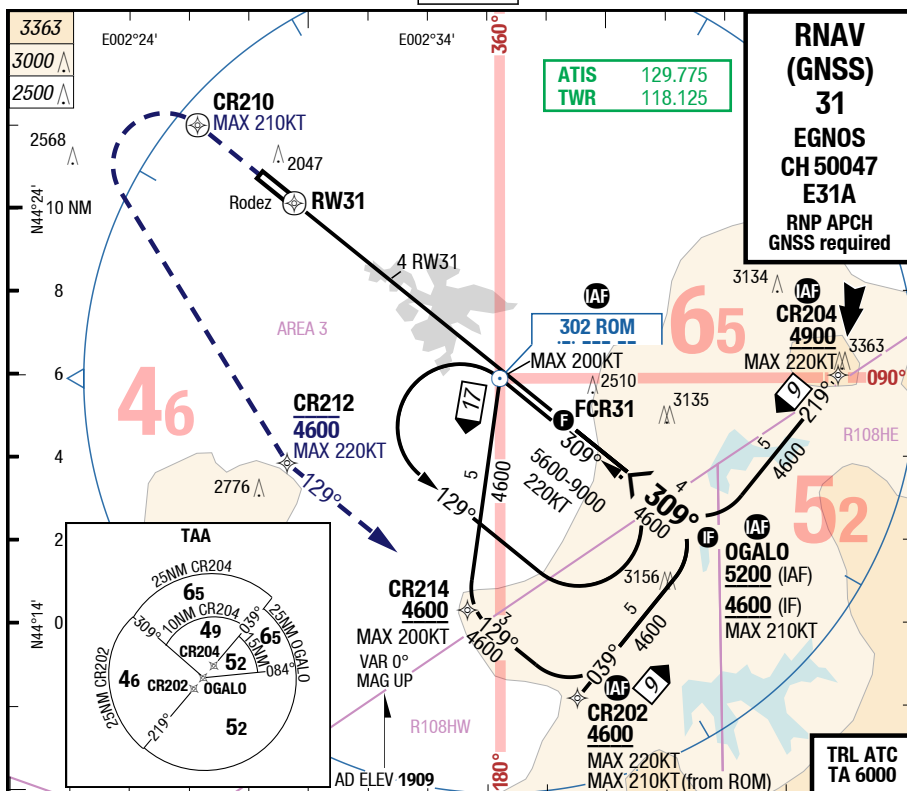 3363
3000
2500
E002°24'
E002°34'
360°
RNAV
(GNSS)
31
EGNOS
CH 50047
E31A
RNP APCH
GNSS required
ATIS 129.775
TWR 118.125
CR210
MAX 210KT
2568
2047
N44°24'
10 NM
Rodez
RW31
4 RW31
8
AREA 3
IAF
302 ROM
MAX 200KT
65
3134
IAF
CR204
4900
MAX 220KT
3363
6
090°
46
2510
3135
FCR31
F
17
9
219°
R108HE
CR212
4600
MAX 220KT
309°
5600-9000
220KT
5
4600
4
2776
129°
129°
5
4600
309°
4
4600
52
2
IF
IAF
OGALO
5200 (IAF)
4600 (IF)
MAX 210KT
TAA
25NM CR204
65
10NM CR204
309°
49
039°
65
25NM OGALO
CR204
15NM
52
084°
46
CR202
OGALO
25NM CR202
219°
52
CR214
4600
MAX 200KT
3156
N44°14'
0
3
129°
4600
5
4600
039°
VAR 0°
MAG UP
R108HW
IAF
9
CR202
4600
MAX 220KT
MAX 210KT (from ROM)
AD ELEV 1909
180°
TRL ATC
TA 6000